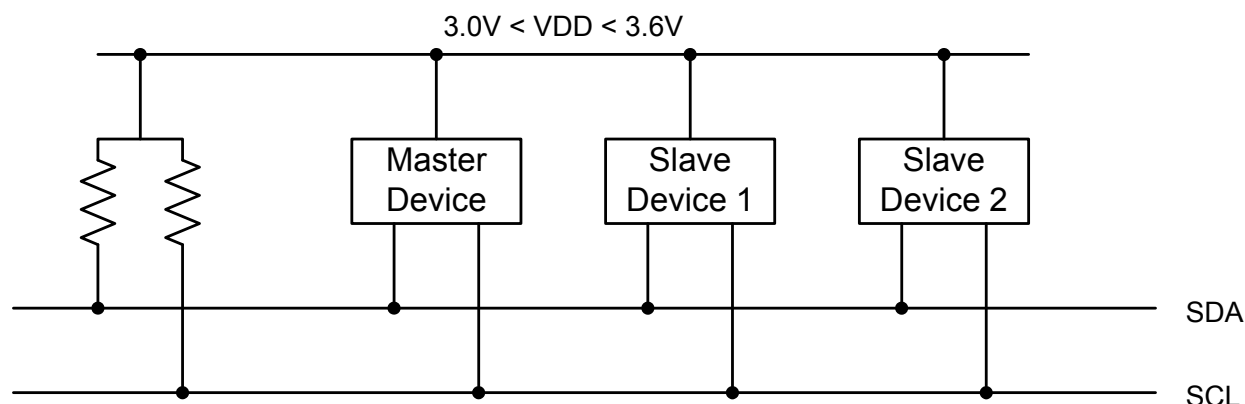 3.0V < VDD < 3.6V
Master
Device
Slave
Device 1
Slave
Device 2
SDA
SCL